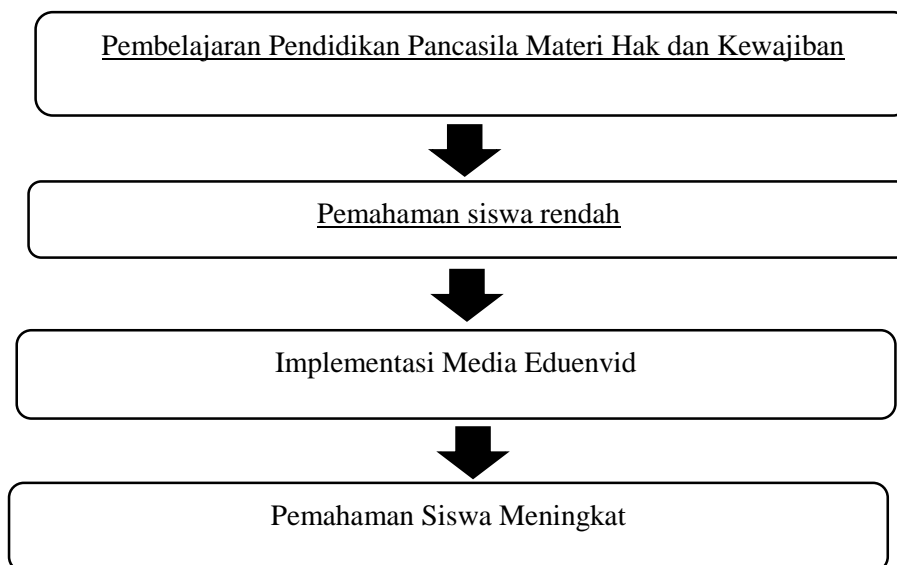 Pembelajaran Pendidikan Pancasila Materi Hak dan Kewajiban
Pemahaman siswa rendah
Implementasi Media Eduenvid
Pemahaman Siswa Meningkat